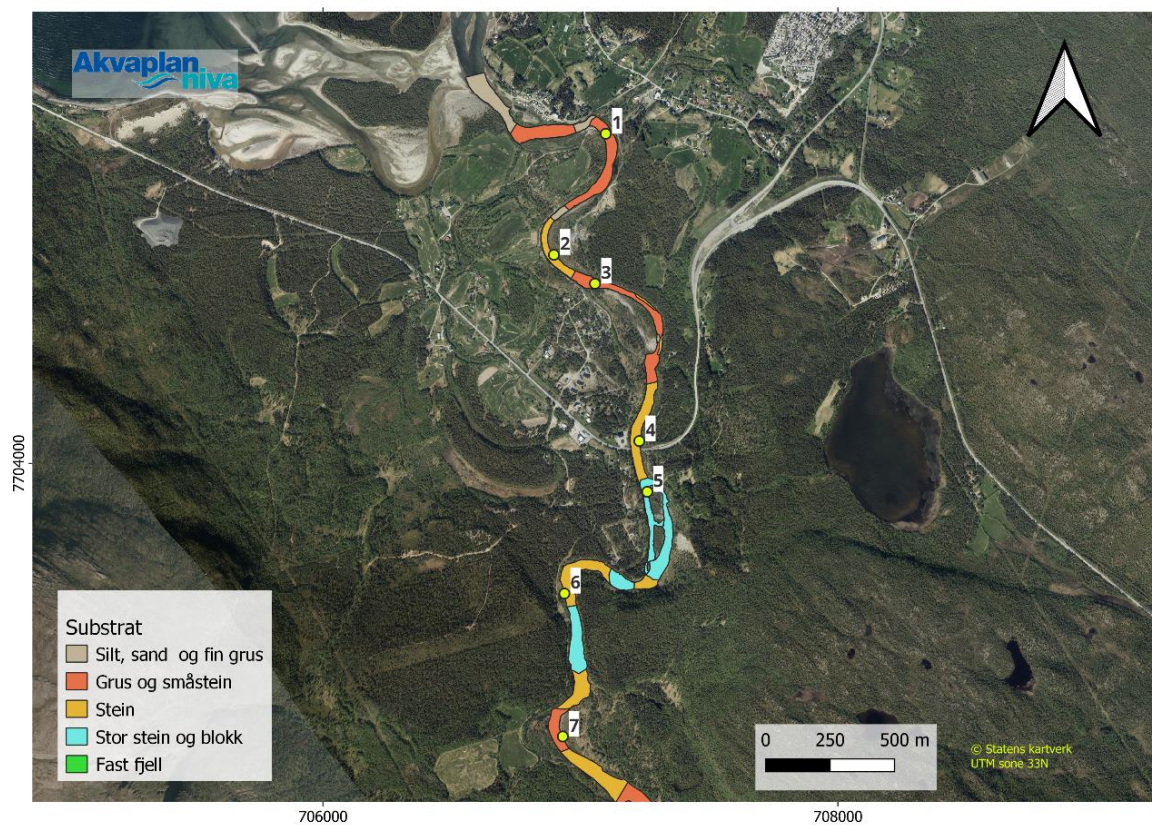 Akvaplan
niva
1
2
3
4
5
6
7
7704000
Substrat
Silt, sand og fin grus
Grus og småstein
Stein
Stor stein og blokk
Fast fjell
0 250 500 m
© Statens kartverk
UTM sone 33N
706000 708000